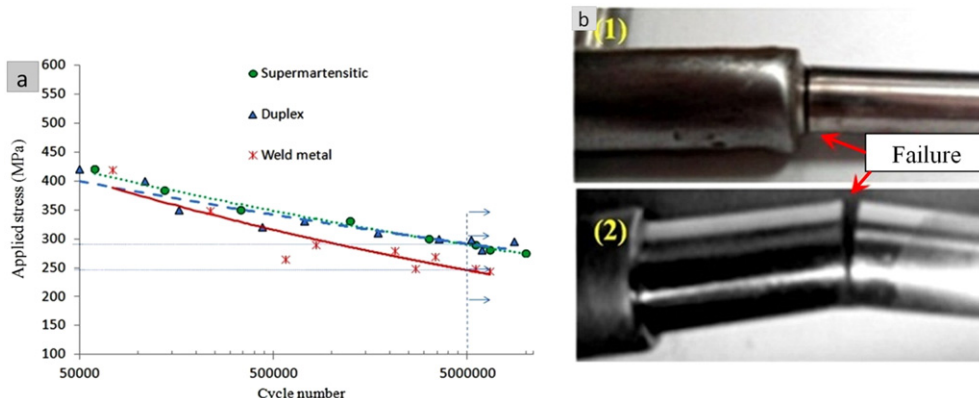 a
600
550
500
450
400
350
300
250
200
150
100
50000
500000
5000000
Applied stress (MPa)
Cycle number
Supermartensitic
Duplex
Weld metal
b
(1)
Failure
(2)